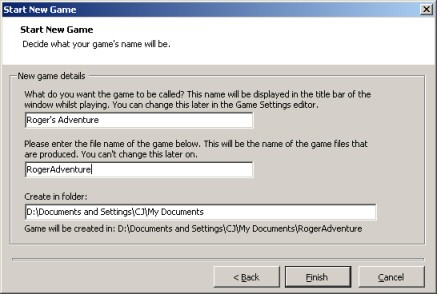 Start New Game
Start New Game
Decide what your game's name will be.
New game details
What do you want the game to be called? This name will be displayed in the title bar of the
window whilst playing. You can change this later in the Game Settings editor.
Roger's Adventure
Please enter the file name of the game below. This will be the name of the game files that
are produced. You can't change this later on.
RogerAdventure
Create in folder:
D:\Documents and Settings\CJ\My Documents
Game will be created in: D:\Documents and Settings\CJ\My Documents\RogerAdventure
< Back
Finish
Cancel